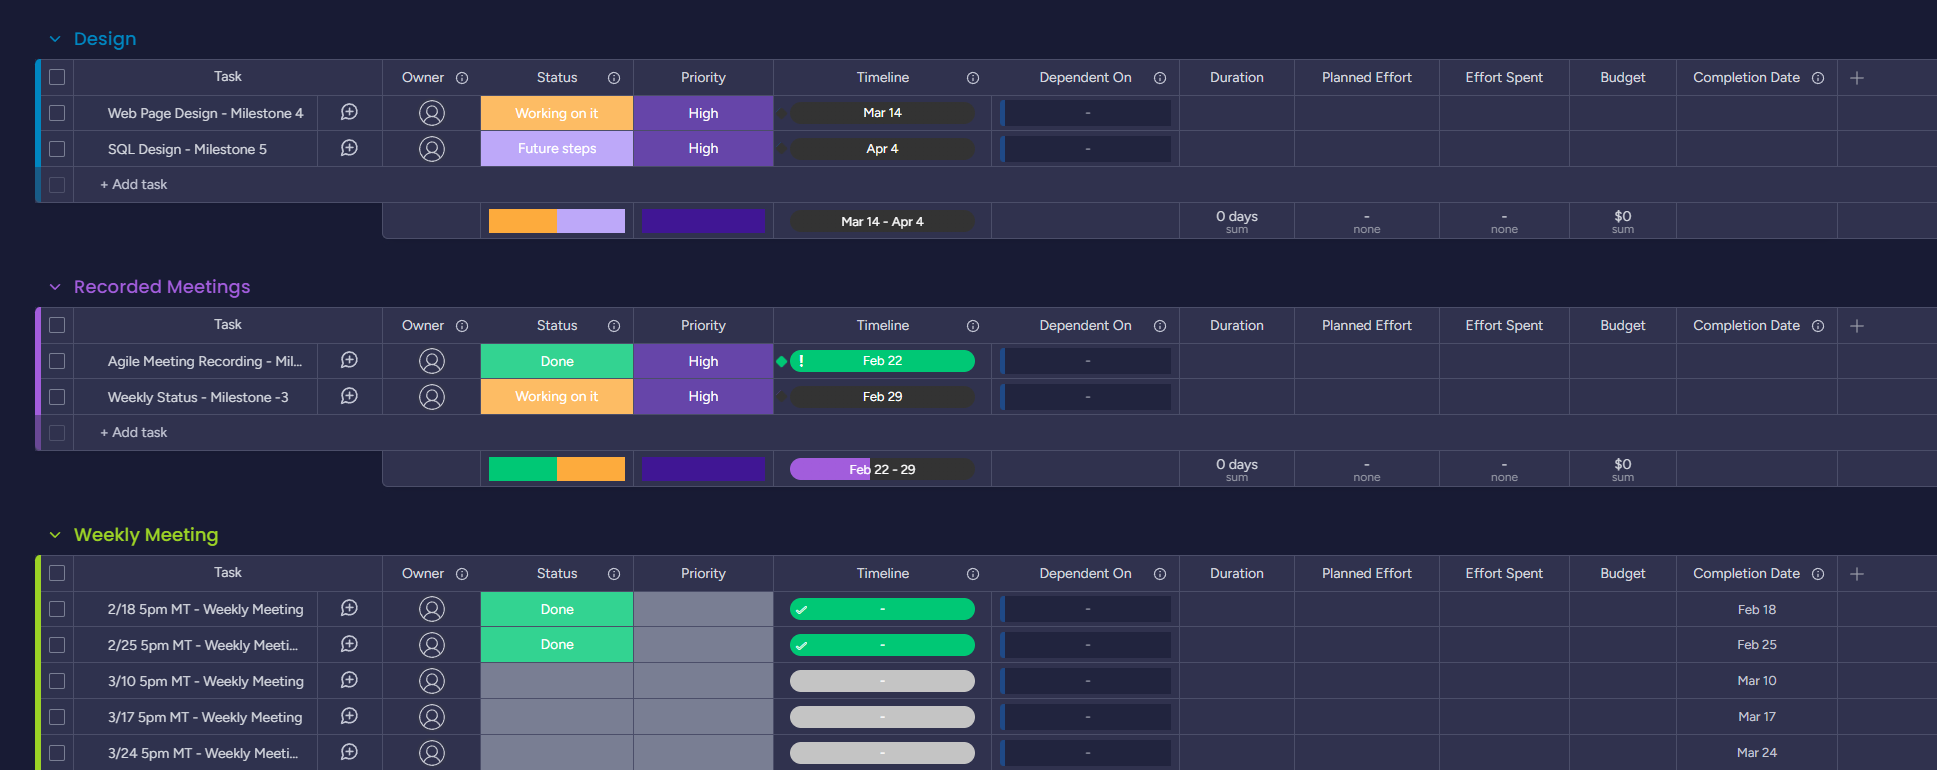 Design
Task Owner Status Priority Timeline Dependent On Duration Planned Effort Effort Spent Budget Completion Date
Web Page Design - Milestone 4 Working on it High Mar 14 -
SQL Design - Milestone 5 Future steps High Apr 4 -
+ Add task
Mar 14 - Apr 4 0 days sum - none - none $0 sum
Recorded Meetings
Task Owner Status Priority Timeline Dependent On Duration Planned Effort Effort Spent Budget Completion Date
Agile Meeting Recording - Mil... Done High ! Feb 22 -
Weekly Status - Milestone -3 Working on it High Feb 29 -
+ Add task
Feb 22 - 29 0 days sum - none - none $0 sum
Weekly Meeting
Task Owner Status Priority Timeline Dependent On Duration Planned Effort Effort Spent Budget Completion Date
2/18 5pm MT - Weekly Meeting Done - - Feb 18
2/25 5pm MT - Weekly Meeti... Done - - Feb 25
3/10 5pm MT - Weekly Meeting - - Mar 10
3/17 5pm MT - Weekly Meeting - - Mar 17
3/24 5pm MT - Weekly Meeti... - - Mar 24